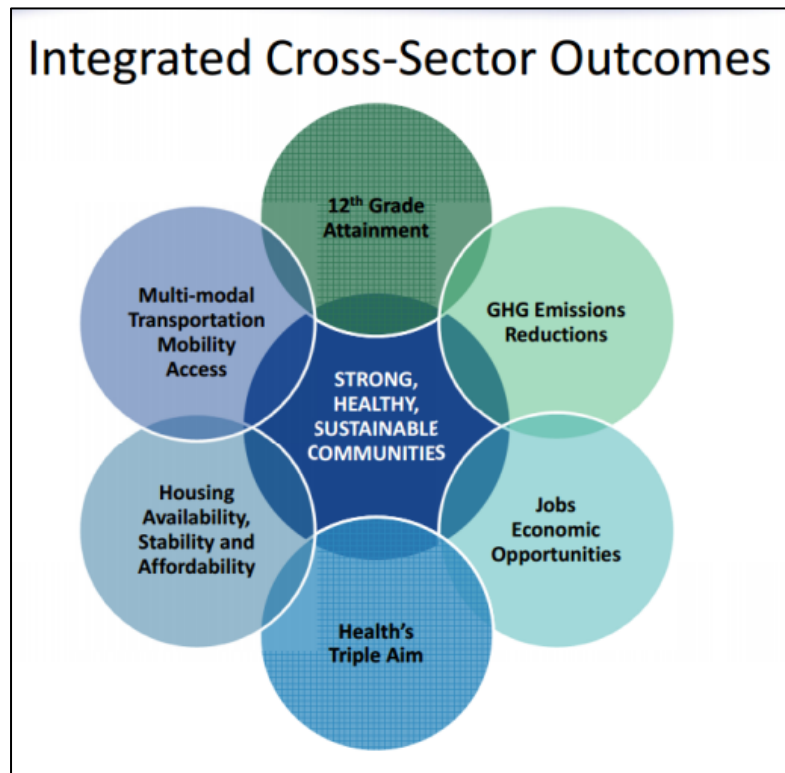 Integrated Cross-Sector Outcomes
12th Grade
Attainment
GHG Emissions
Reductions
Jobs
Economic
Opportunities
Health's
Triple Aim
Housing
Availability,
Stability and
Affordability
Multi-modal
Transportation
Mobility
Access
STRONG,
HEALTHY,
SUSTAINABLE
COMMUNITIES